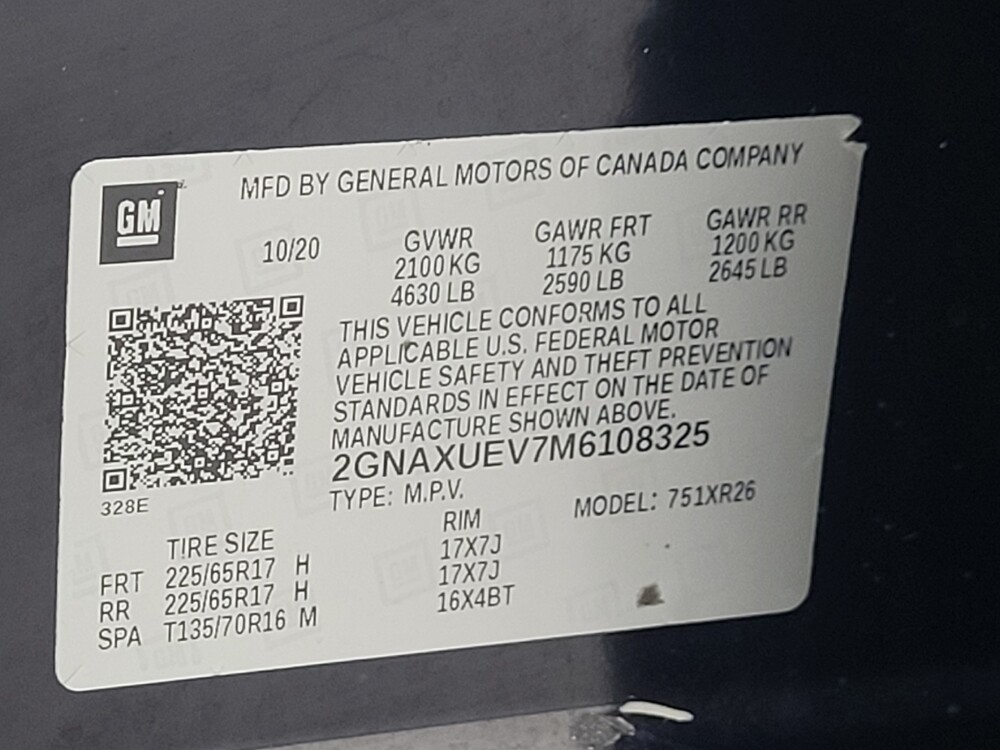 GM
MFD BY GENERAL MOTORS OF CANADA COMPANY
10/20
GVWR
2100 KG
4630 LB
GAWR FRT
1175 KG
2590 LB
GAWR RR
1200 KG
2645 LB
THIS VEHICLE CONFORMS TO ALL
APPLICABLE U.S. FEDERAL MOTOR
VEHICLE SAFETY AND THEFT PREVENTION
STANDARDS IN EFFECT ON THE DATE OF
MANUFACTURE SHOWN ABOVE.
2GNAXUEV7M6108325
TYPE: M.P.V.
MODEL: 751XR26
328E
TIRE SIZE RIM
FRT 225/65R17 H 17X7J
RR 225/65R17 H 17X7J
SPA T135/70R16 M 16X4BT